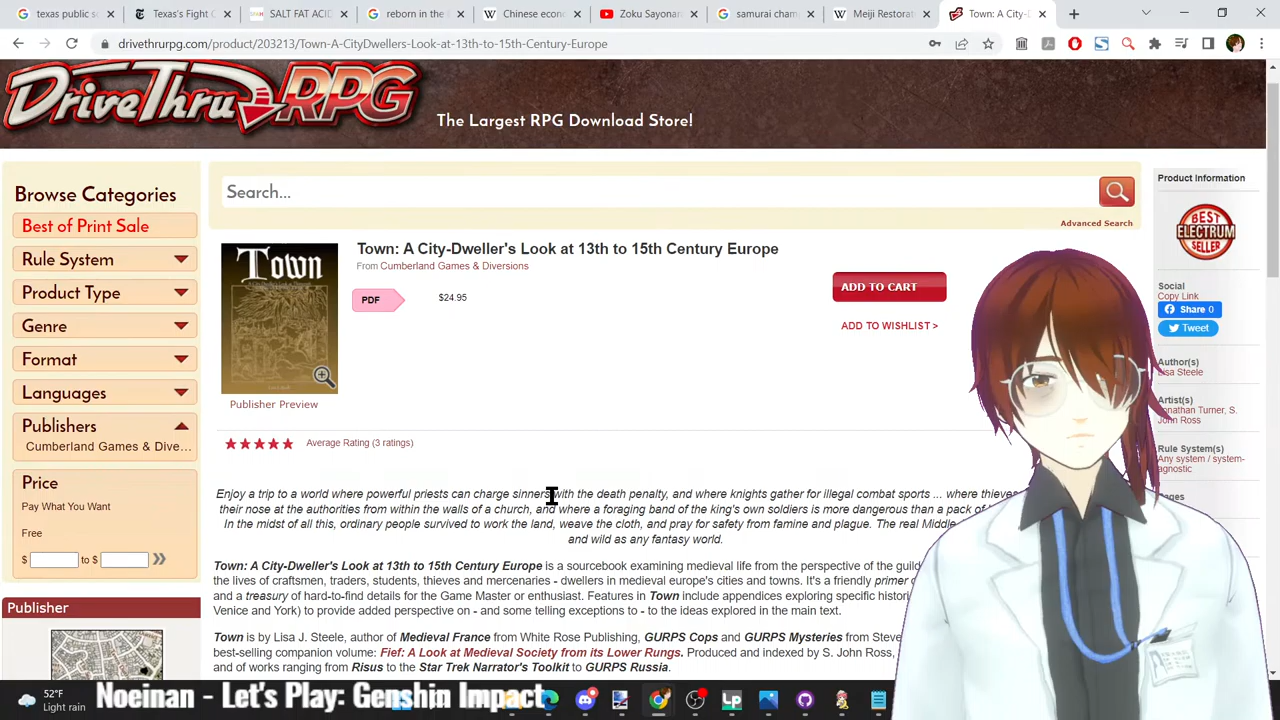 texas public s
Texas's Fight C
SALT FAT ACID
reborn in the
Chinese econ
Zoku Sayonar
samurai cham
Meiji Restorat
Town: A City-D
drivethrurpg.com/product/203213/Town-A-CityDwellers-Look-at-13th-to-15th-Century-Europe
DriveThruRPG
The Largest RPG Download Store!
Browse Categories
Best of Print Sale
Rule System
Product Type
Genre
Format
Languages
Publishers
Cumberland Games & Dive...
Price
Pay What You Want
Free
$ to $
Publisher
Search...
Advanced Search
Town
Publisher Preview
Town: A City-Dweller's Look at 13th to 15th Century Europe
From Cumberland Games & Diversions
PDF
$24.95
ADD TO CART
ADD TO WISHLIST >
Average Rating (3 ratings)
Enjoy a trip to a world where powerful priests can charge sinners with the death penalty, and where knights gather for illegal combat sports ... where thieves
their nose at the authorities from within the walls of a church, and where a foraging band of the king's own soldiers is more dangerous than a pack of
In the midst of all this, ordinary people survived to work the land, weave the cloth, and pray for safety from famine and plague. The real Middle
and wild as any fantasy world.
Town: A City-Dweller's Look at 13th to 15th Century Europe is a sourcebook examining medieval life from the perspective of the guild
the lives of craftsmen, traders, students, thieves and mercenaries - dwellers in medieval europe's cities and towns. It's a friendly primer
and a treasury of hard-to-find details for the Game Master or enthusiast. Features in Town include appendices exploring specific histori
Venice and York) to provide added perspective on - and some telling exceptions to - to the ideas explored in the main text.
Town is by Lisa J. Steele, author of Medieval France from White Rose Publishing, GURPS Cops and GURPS Mysteries from Steve
best-selling companion volume: Fief: A Look at Medieval Society from its Lower Rungs. Produced and indexed by S. John Ross,
and of works ranging from Risus to the Star Trek Narrator's Toolkit to GURPS Russia.
Product Information
BEST
ELECTRUM
SELLER
Social
Copy Link
Share 0
Tweet
Author(s)
Lisa Steele
Artist(s)
Jonathan Turner, S.
John Ross
Rule System(s)
Any system / system-
agnostic
Pages
52°F
Light rain
Noeinan - Let's Play: Genshin Impact